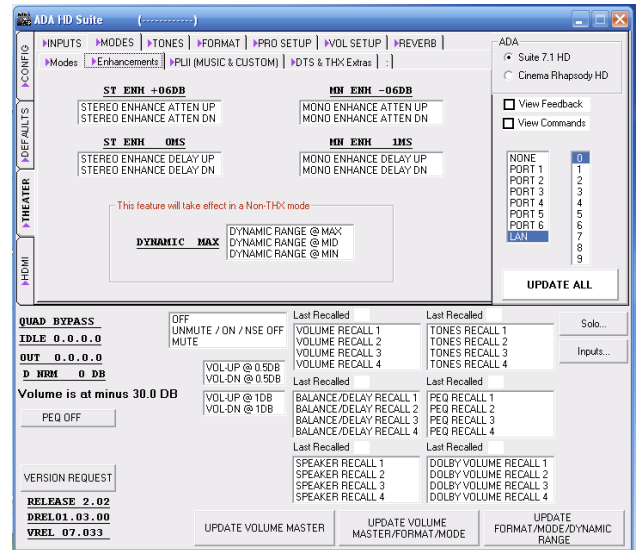 ADA HD Suite (------------)
INPUTS MODES TONES FORMAT PRO SETUP VOL SETUP REVERB
Modes Enhancements PLII (MUSIC & CUSTOM) DTS & THX Extras :
CONFIG
DEFAULTS
THEATER
HDMI
ST ENH +06DB
STEREO ENHANCE ATTEN UP
STEREO ENHANCE ATTEN DN
MN ENH -06DB
MONO ENHANCE ATTEN UP
MONO ENHANCE ATTEN DN
ST ENH 0MS
STEREO ENHANCE DELAY UP
STEREO ENHANCE DELAY DN
MN ENH 1MS
MONO ENHANCE DELAY UP
MONO ENHANCE DELAY DN
This feature will take effect in a Non-THX mode
DYNAMIC MAX
DYNAMIC RANGE @ MAX
DYNAMIC RANGE @ MID
DYNAMIC RANGE @ MIN
ADA
Suite 7.1 HD
Cinema Rhapsody HD
View Feedback
View Commands
NONE
PORT 1
PORT 2
PORT 3
PORT 4
PORT 5
PORT 6
LAN
0
1
2
3
4
5
6
7
8
9
UPDATE ALL
QUAD BYPASS
IDLE 0.0.0.0
OUT 0.0.0.0
D NRM 0 DB
Volume is at minus 30.0 DB
PEQ OFF
VERSION REQUEST
RELEASE 2.02
DREL01.03.00
VREL 07.033
OFF
UNMUTE / ON / NSE OFF
MUTE
VOL-UP @ 0.5DB
VOL-DN @ 0.5DB
VOL-UP @ 1DB
VOL-DN @ 1DB
Last Recalled
VOLUME RECALL 1
VOLUME RECALL 2
VOLUME RECALL 3
VOLUME RECALL 4
Last Recalled
TONES RECALL 1
TONES RECALL 2
TONES RECALL 3
TONES RECALL 4
Last Recalled
BALANCE/DELAY RECALL 1
BALANCE/DELAY RECALL 2
BALANCE/DELAY RECALL 3
BALANCE/DELAY RECALL 4
Last Recalled
PEQ RECALL 1
PEQ RECALL 2
PEQ RECALL 3
PEQ RECALL 4
Last Recalled
SPEAKER RECALL 1
SPEAKER RECALL 2
SPEAKER RECALL 3
SPEAKER RECALL 4
Last Recalled
DOLBY VOLUME RECALL 1
DOLBY VOLUME RECALL 2
DOLBY VOLUME RECALL 3
DOLBY VOLUME RECALL 4
Solo...
Inputs...
UPDATE VOLUME MASTER
UPDATE VOLUME
MASTER/FORMAT/MODE
UPDATE
FORMAT/MODE/DYNAMIC
RANGE